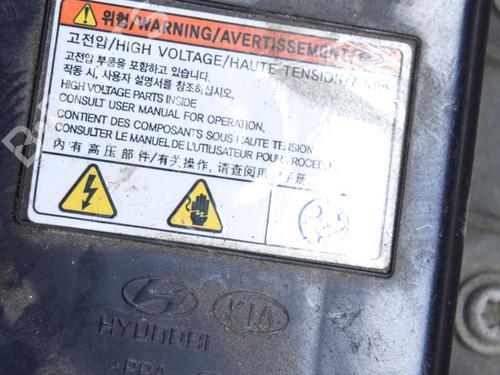 위험/WARNING/AVERTISSEMENT
고전압/HIGH VOLTAGE/HAUTE TENSION/
고전압 부품을 포함하고 있습니다.
작동 시, 사용자 설명서를 참조하십시오.
HIGH VOLTAGE PARTS INSIDE
CONSULT USER MANUAL FOR OPERATION.
CONTIENT DES COMPOSANTS SOUS HAUTE TENSION
CONSULTER LE MANUEL DE L'UTILISATEUR POUR
内有高压部件/有关操作, 请查阅用户手册.
KIA
HYUNDAI